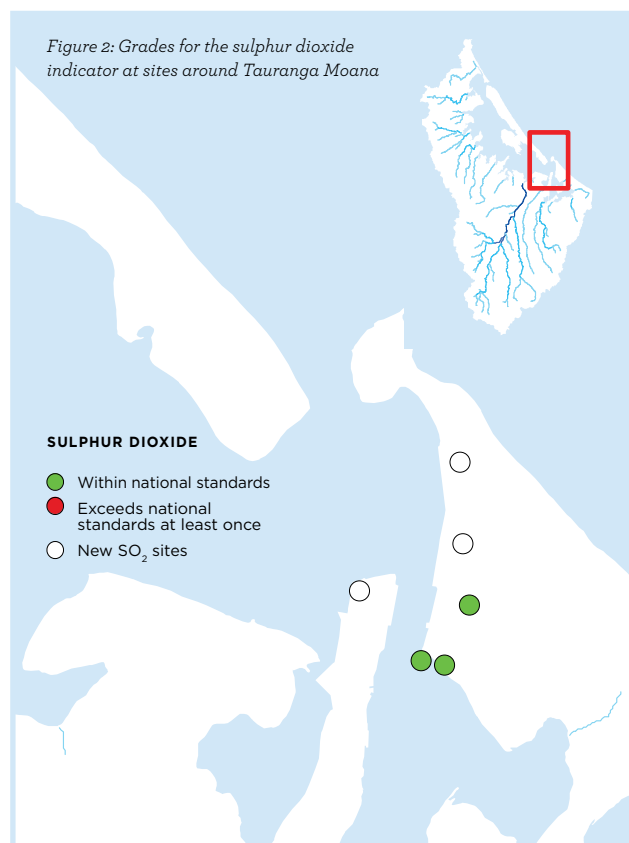 Figure 2: Grades for the sulphur dioxide
indicator at sites around Tauranga Moana
SULPHUR DIOXIDE
Within national standards
Exceeds national
standards at least once
New SO₂ sites